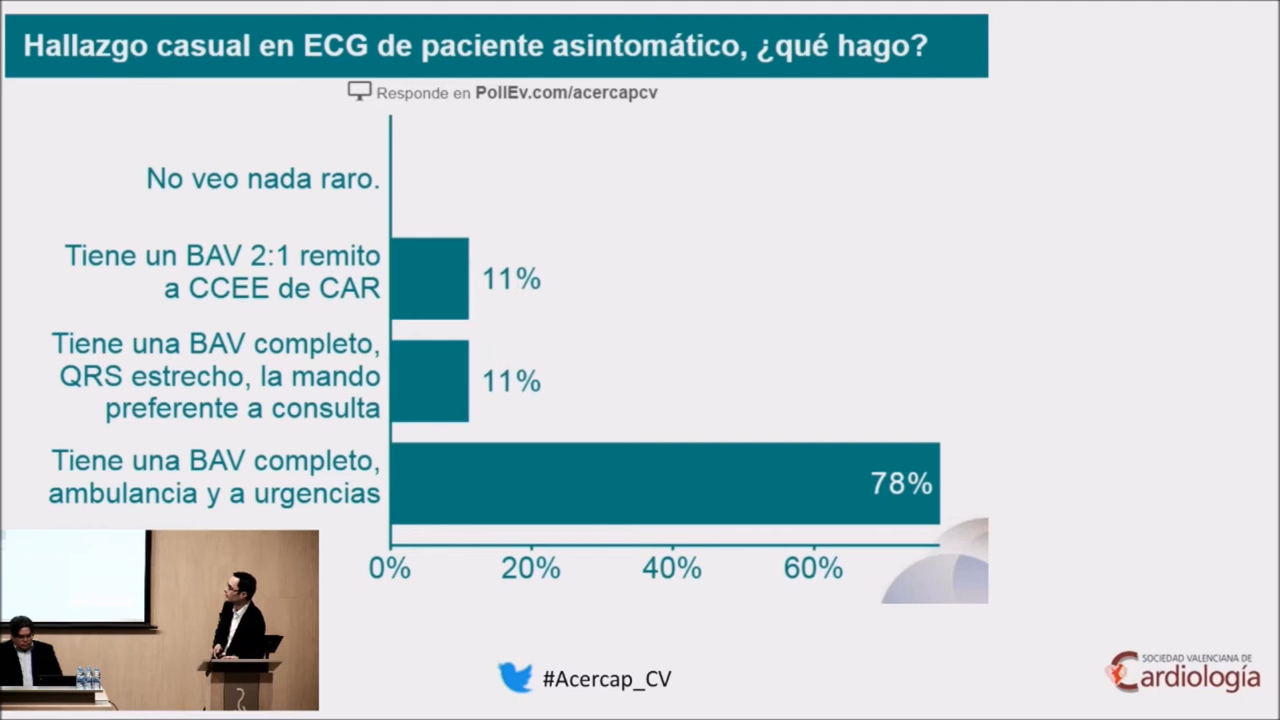 Hallazgo casual en ECG de paciente asintomático, ¿qué hago?
Responde en PollEv.com/acercapcv
No veo nada raro.
Tiene un BAV 2:1 remito
a CCEE de CAR
11%
Tiene una BAV completo,
QRS estrecho, la mando
preferente a consulta
11%
Tiene una BAV completo,
ambulancia y a urgencias
78%
0% 20% 40% 60%
#Acercap_CV
SOCIEDAD VALENCIANA DE
Cardiología